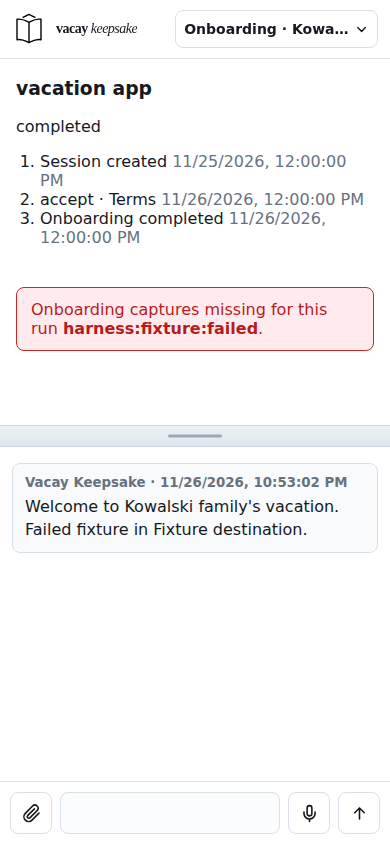 vacay keepsake
Onboarding · Kowa...
vacation app
completed
1. Session created 11/25/2026, 12:00:00
PM
2. accept · Terms 11/26/2026, 12:00:00 PM
3. Onboarding completed 11/26/2026,
12:00:00 PM
Onboarding captures missing for this
run harness:fixture:failed.
Vacay Keepsake · 11/26/2026, 10:53:02 PM
Welcome to Kowalski family's vacation.
Failed fixture in Fixture destination.